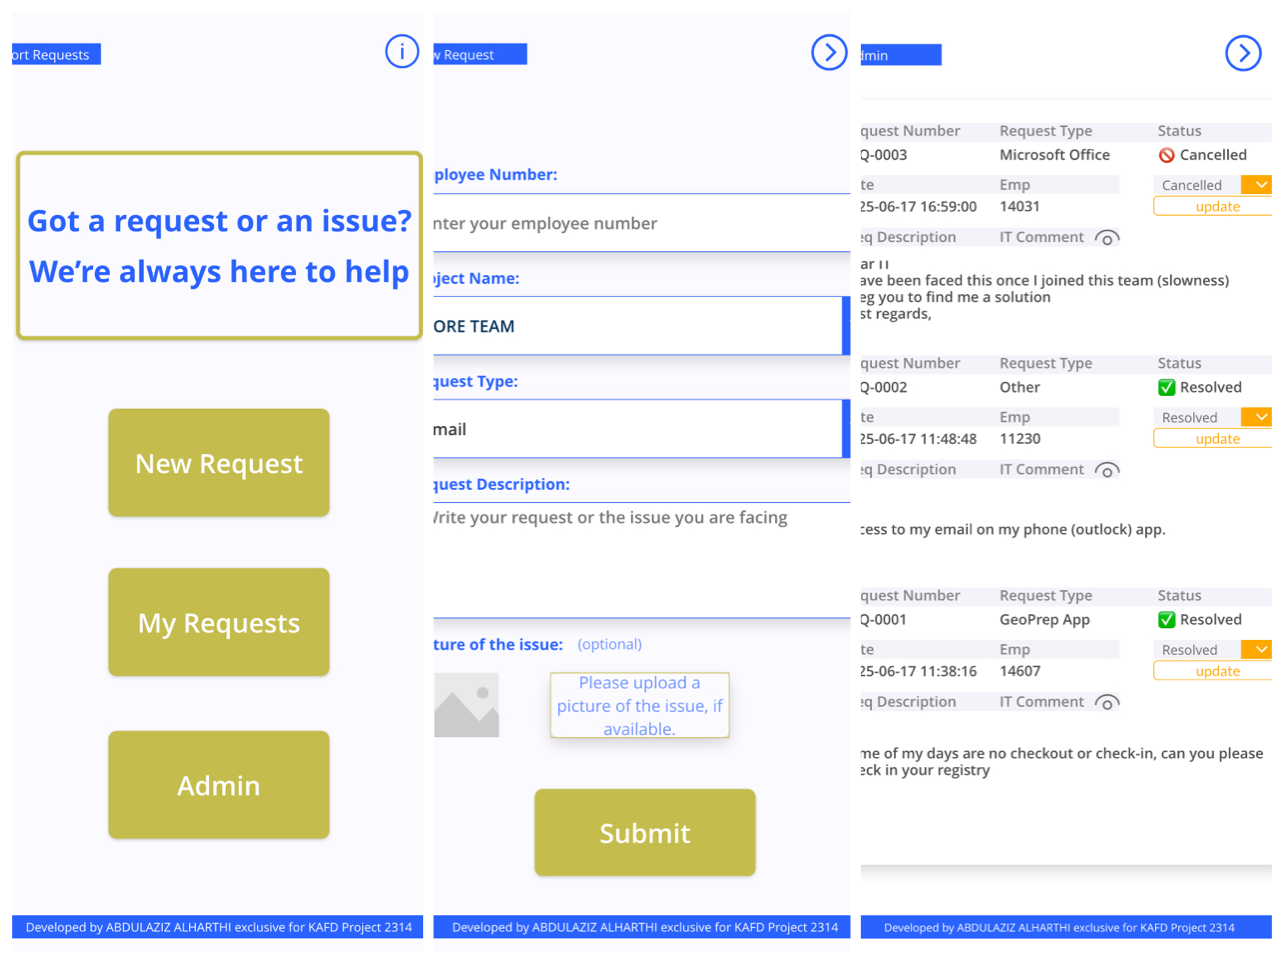 ort Requests
Got a request or an issue?
We're always here to help
New Request
My Requests
Admin
Developed by ABDULAZIZ ALHARTHI exclusive for KAFD Project 2314
w Request
ployee Number:
nter your employee number
oject Name:
ORE TEAM
quest Type:
mail
quest Description:
Write your request or the issue you are facing
ture of the issue: (optional)
Please upload a
picture of the issue, if
available.
Submit
Developed by ABDULAZIZ ALHARTHI exclusive for KAFD Project 2314
dmin
quest Number Request Type Status
Q-0003 Microsoft Office Cancelled
te Emp Cancelled
25-06-17 16:59:00 14031 update
eq Description IT Comment
ar IT
ave been faced this once I joined this team (slowness)
eg you to find me a solution
st regards,
quest Number Request Type Status
Q-0002 Other Resolved
te Emp Resolved
25-06-17 11:48:48 11230 update
eq Description IT Comment
cess to my email on my phone (outlock) app.
quest Number Request Type Status
Q-0001 GeoPrep App Resolved
te Emp Resolved
25-06-17 11:38:16 14607 update
eq Description IT Comment
me of my days are no checkout or check-in, can you please
eck in your registry
Developed by ABDULAZIZ ALHARTHI exclusive for KAFD Project 2314